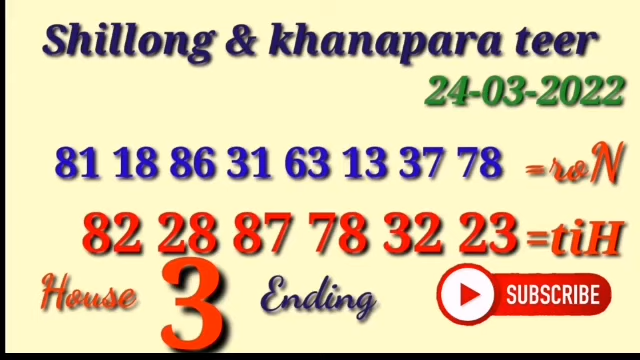 Shillong & khanapara teer
24-03-2022
81 18 86 31 63 13 37 78 =roN
82 28 87 78 32 23 =tiH
House 3 Ending
SUBSCRIBE